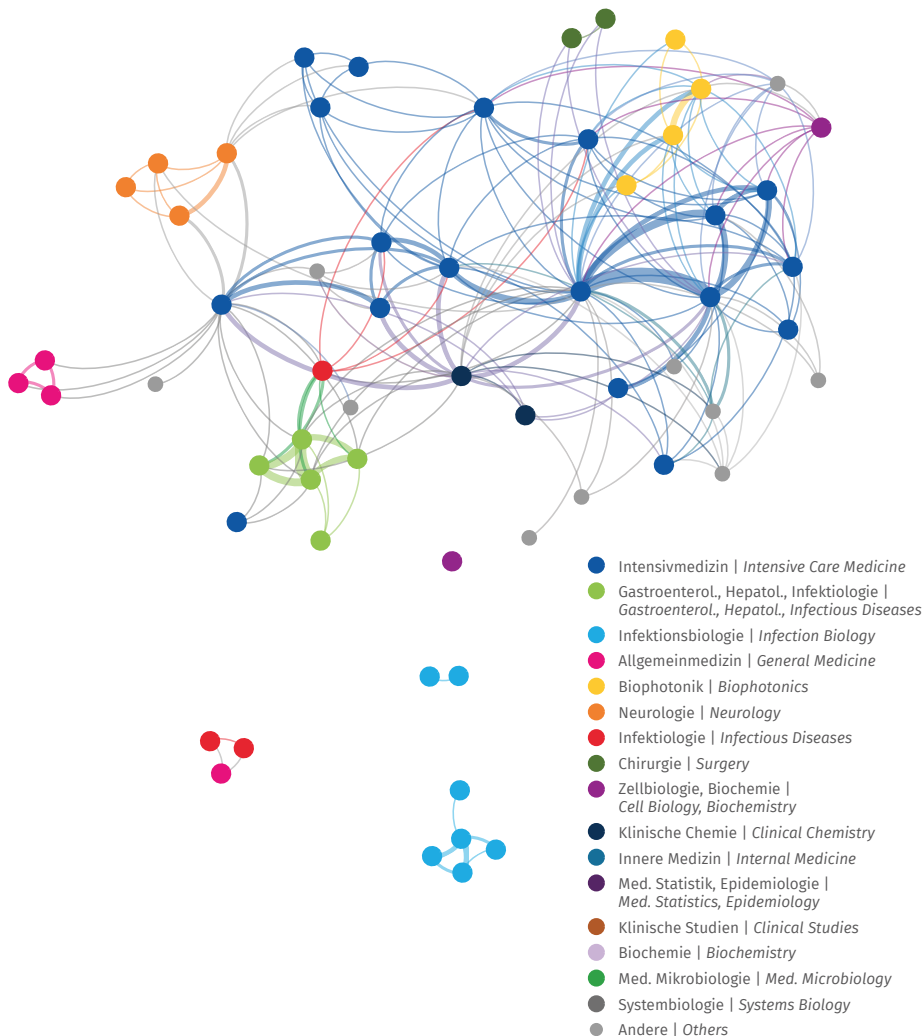 Intensivmedizin | Intensive Care Medicine
Gastroenterol., Hepatol., Infektiologie |
Gastroenterol., Hepatol., Infectious Diseases
Infektionsbiologie | Infection Biology
Allgemeinmedizin | General Medicine
Biophotonik | Biophotonics
Neurologie | Neurology
Infektiologie | Infectious Diseases
Chirurgie | Surgery
Zellbiologie, Biochemie |
Cell Biology, Biochemistry
Klinische Chemie | Clinical Chemistry
Innere Medizin | Internal Medicine
Med. Statistik, Epidemiologie |
Med. Statistics, Epidemiology
Klinische Studien | Clinical Studies
Biochemie | Biochemistry
Med. Mikrobiologie | Med. Microbiology
Systembiologie | Systems Biology
Andere | Others